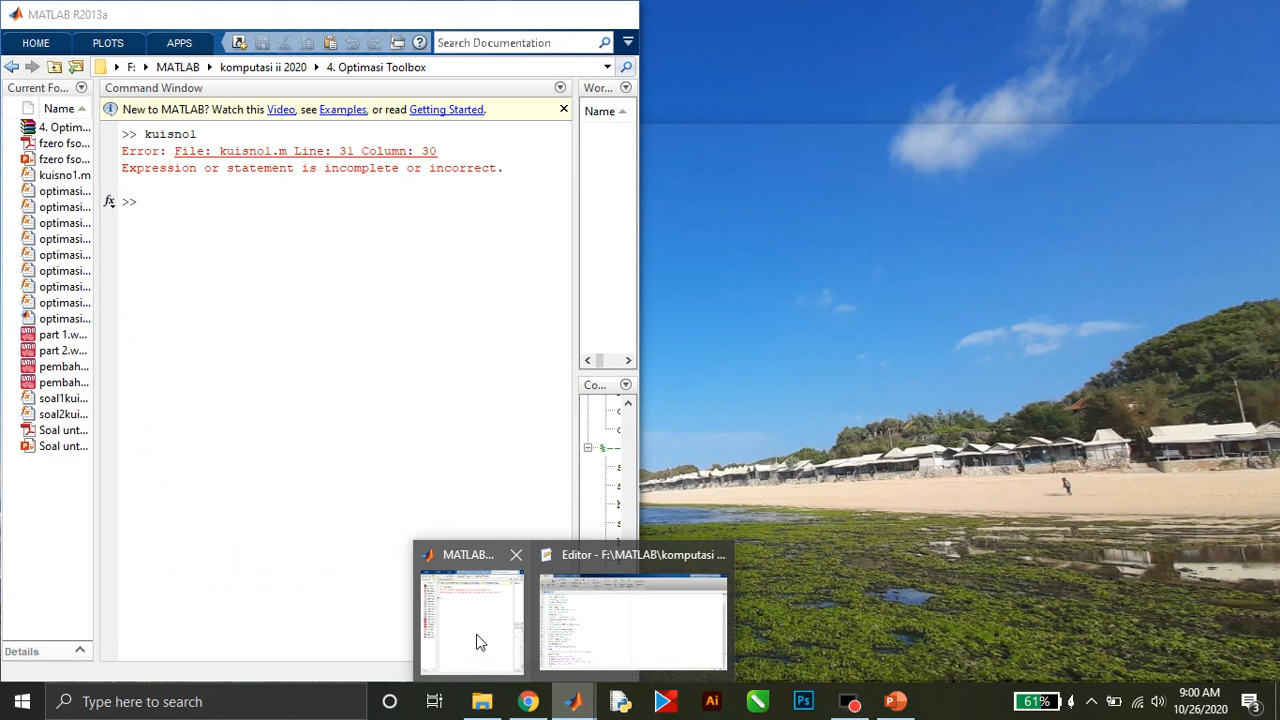 MATLAB R2013a
HOME PLOTS APPS Search Documentation
F: MATLAB komputasi ii 2020 4. Optimasi Toolbox
Current Fo...
Name
4. Optim...
fzero fso...
fzero fso...
kuisno1.m
optimasi...
optimasi...
optimasi...
optimasi...
optimasi...
optimasi...
optimasi...
optimasi...
optimasi...
part 1.w...
part 2.w...
pembah...
pembah...
soal1kui...
soal2kui...
Soal unt...
Soal unt...
Details
Command Window
New to MATLAB? Watch this Video, see Examples, or read Getting Started.
>> kuisno1
Error: File: kuisno1.m Line: 31 Column: 30
Expression or statement is incomplete or incorrect.
fx >>
Wor...
Name
Co...
MATLAB...
Editor - F:\MATLAB\komputasi ...
Type here to search
Ai
Ps
61%
9:00 AM
10/26/2020
3